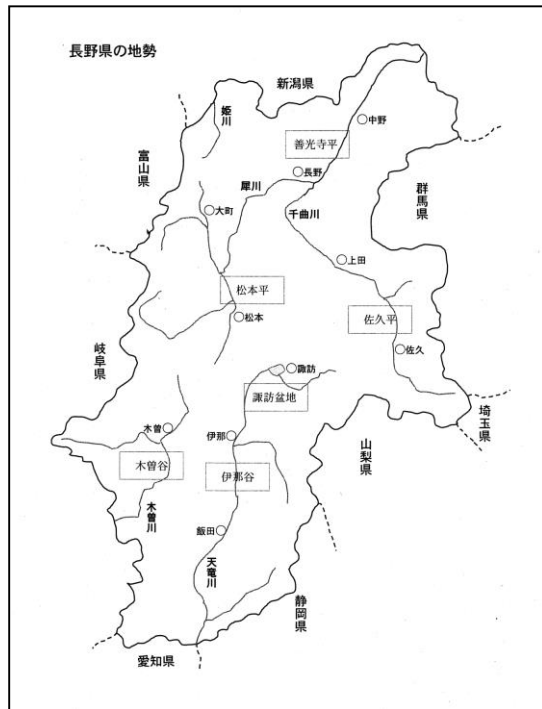 長野県の地勢
新潟県
姫川
中野
善光寺平
富山県
長野
犀川
群馬県
大町
千曲川
上田
松本平
佐久平
松本
佐久
岐阜県
諏訪
諏訪盆地
埼玉県
木曽
伊那
山梨県
木曽谷
伊那谷
木曽川
飯田
天竜川
静岡県
愛知県